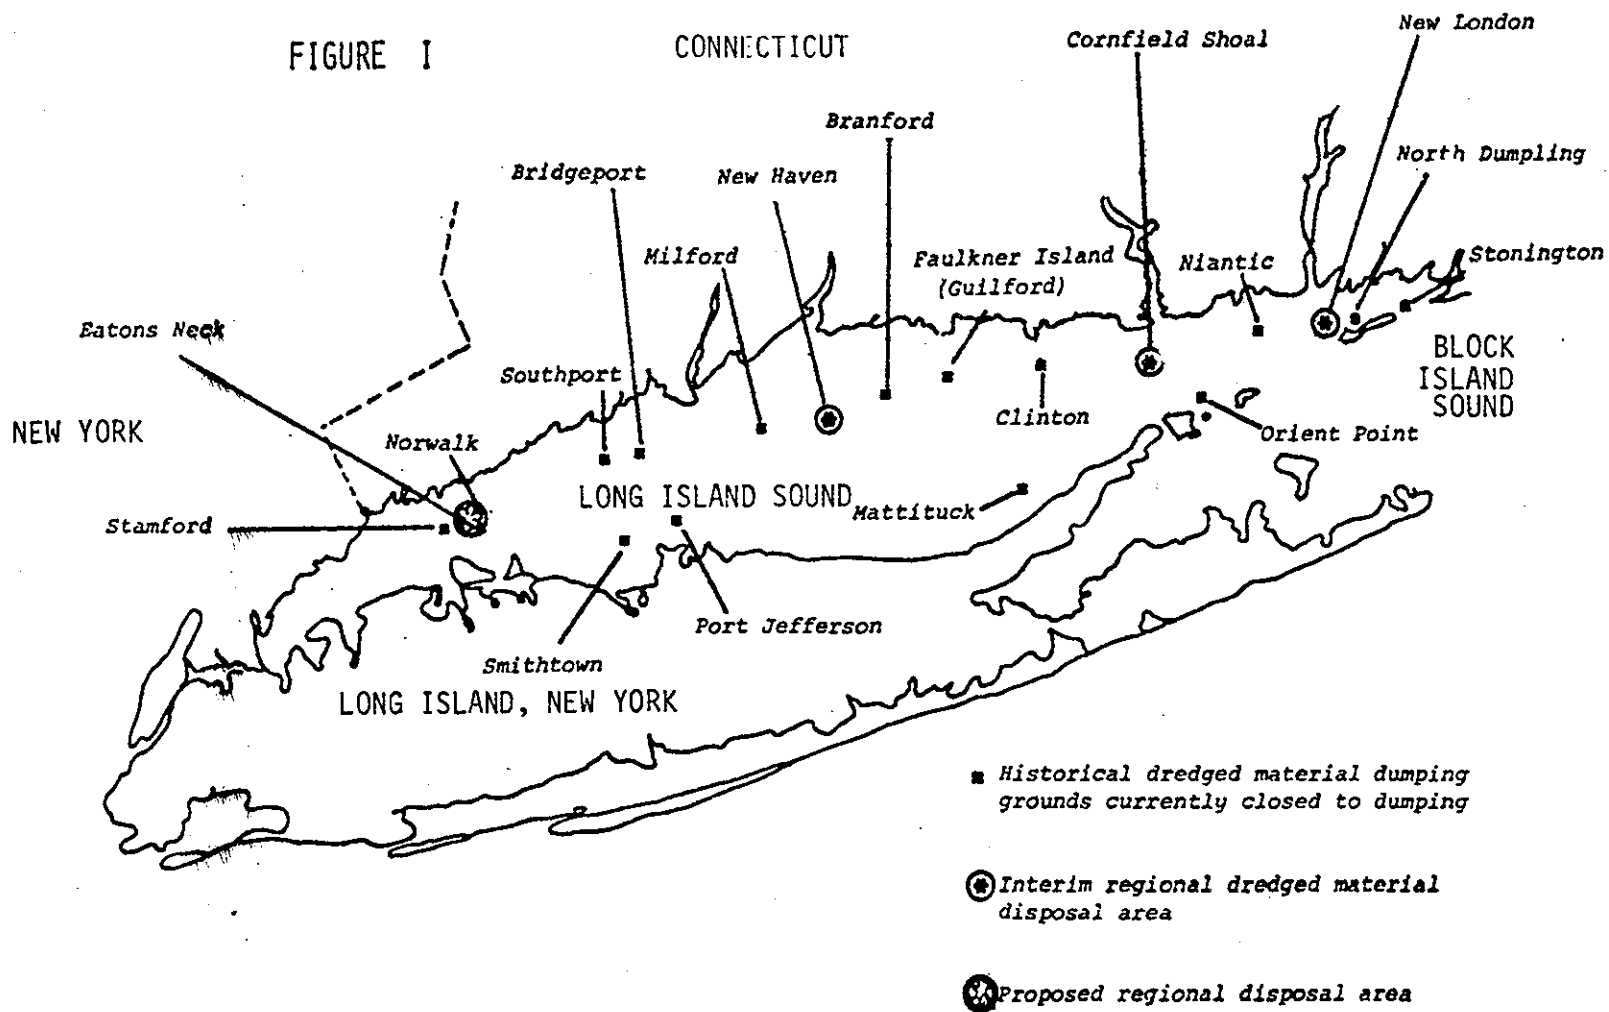 FIGURE I
CONNECTICUT
New London
Cornfield Shoal
Branford
North Dumpling
Bridgeport
New Haven
Milford
Faulkner Island
(Guilford)
Niantic
Stonington
Eatons Neck
Southport
BLOCK
ISLAND
SOUND
Clinton
Orient Point
NEW YORK
Norwalk
LONG ISLAND SOUND
Mattituck
Stamford
Port Jefferson
Smithtown
LONG ISLAND, NEW YORK
Historical dredged material dumping
grounds currently closed to dumping
Interim regional dredged material
disposal area
Proposed regional disposal area